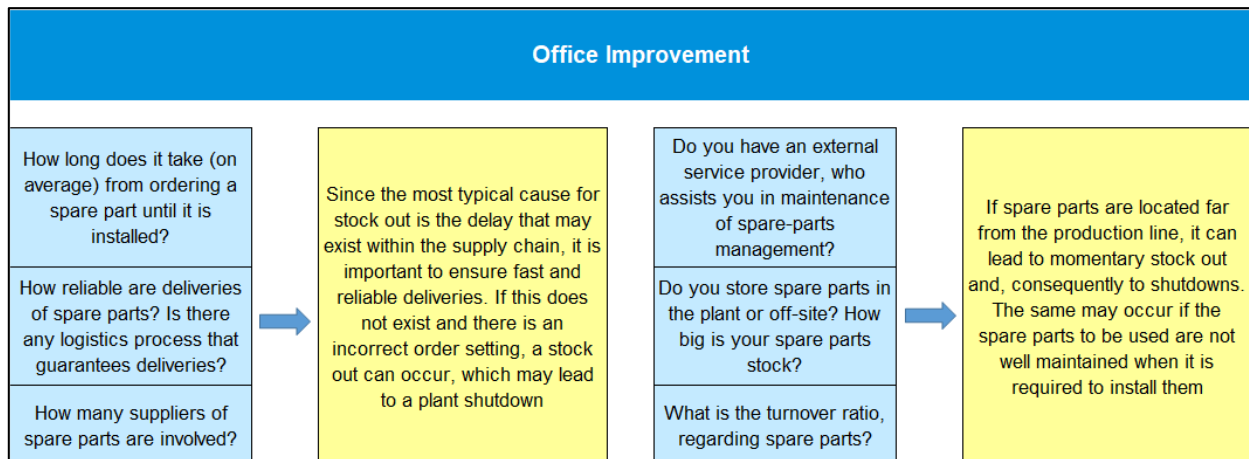 Office Improvement
How long does it take (on
average) from ordering a
spare part until it is
installed?
How reliable are deliveries
of spare parts? Is there
any logistics process that
guarantees deliveries?
How many suppliers of
spare parts are involved?
Since the most typical cause for
stock out is the delay that may
exist within the supply chain, it is
important to ensure fast and
reliable deliveries. If this does
not exist and there is an
incorrect order setting, a stock
out can occur, which may lead
to a plant shutdown
Do you have an external
service provider, who
assists you in maintenance
of spare-parts
management?
Do you store spare parts in
the plant or off-site? How
big is your spare parts
stock?
What is the turnover ratio,
regarding spare parts?
If spare parts are located far
from the production line, it can
lead to momentary stock out
and, consequently to shutdowns.
The same may occur if the
spare parts to be used are not
well maintained when it is
required to install them